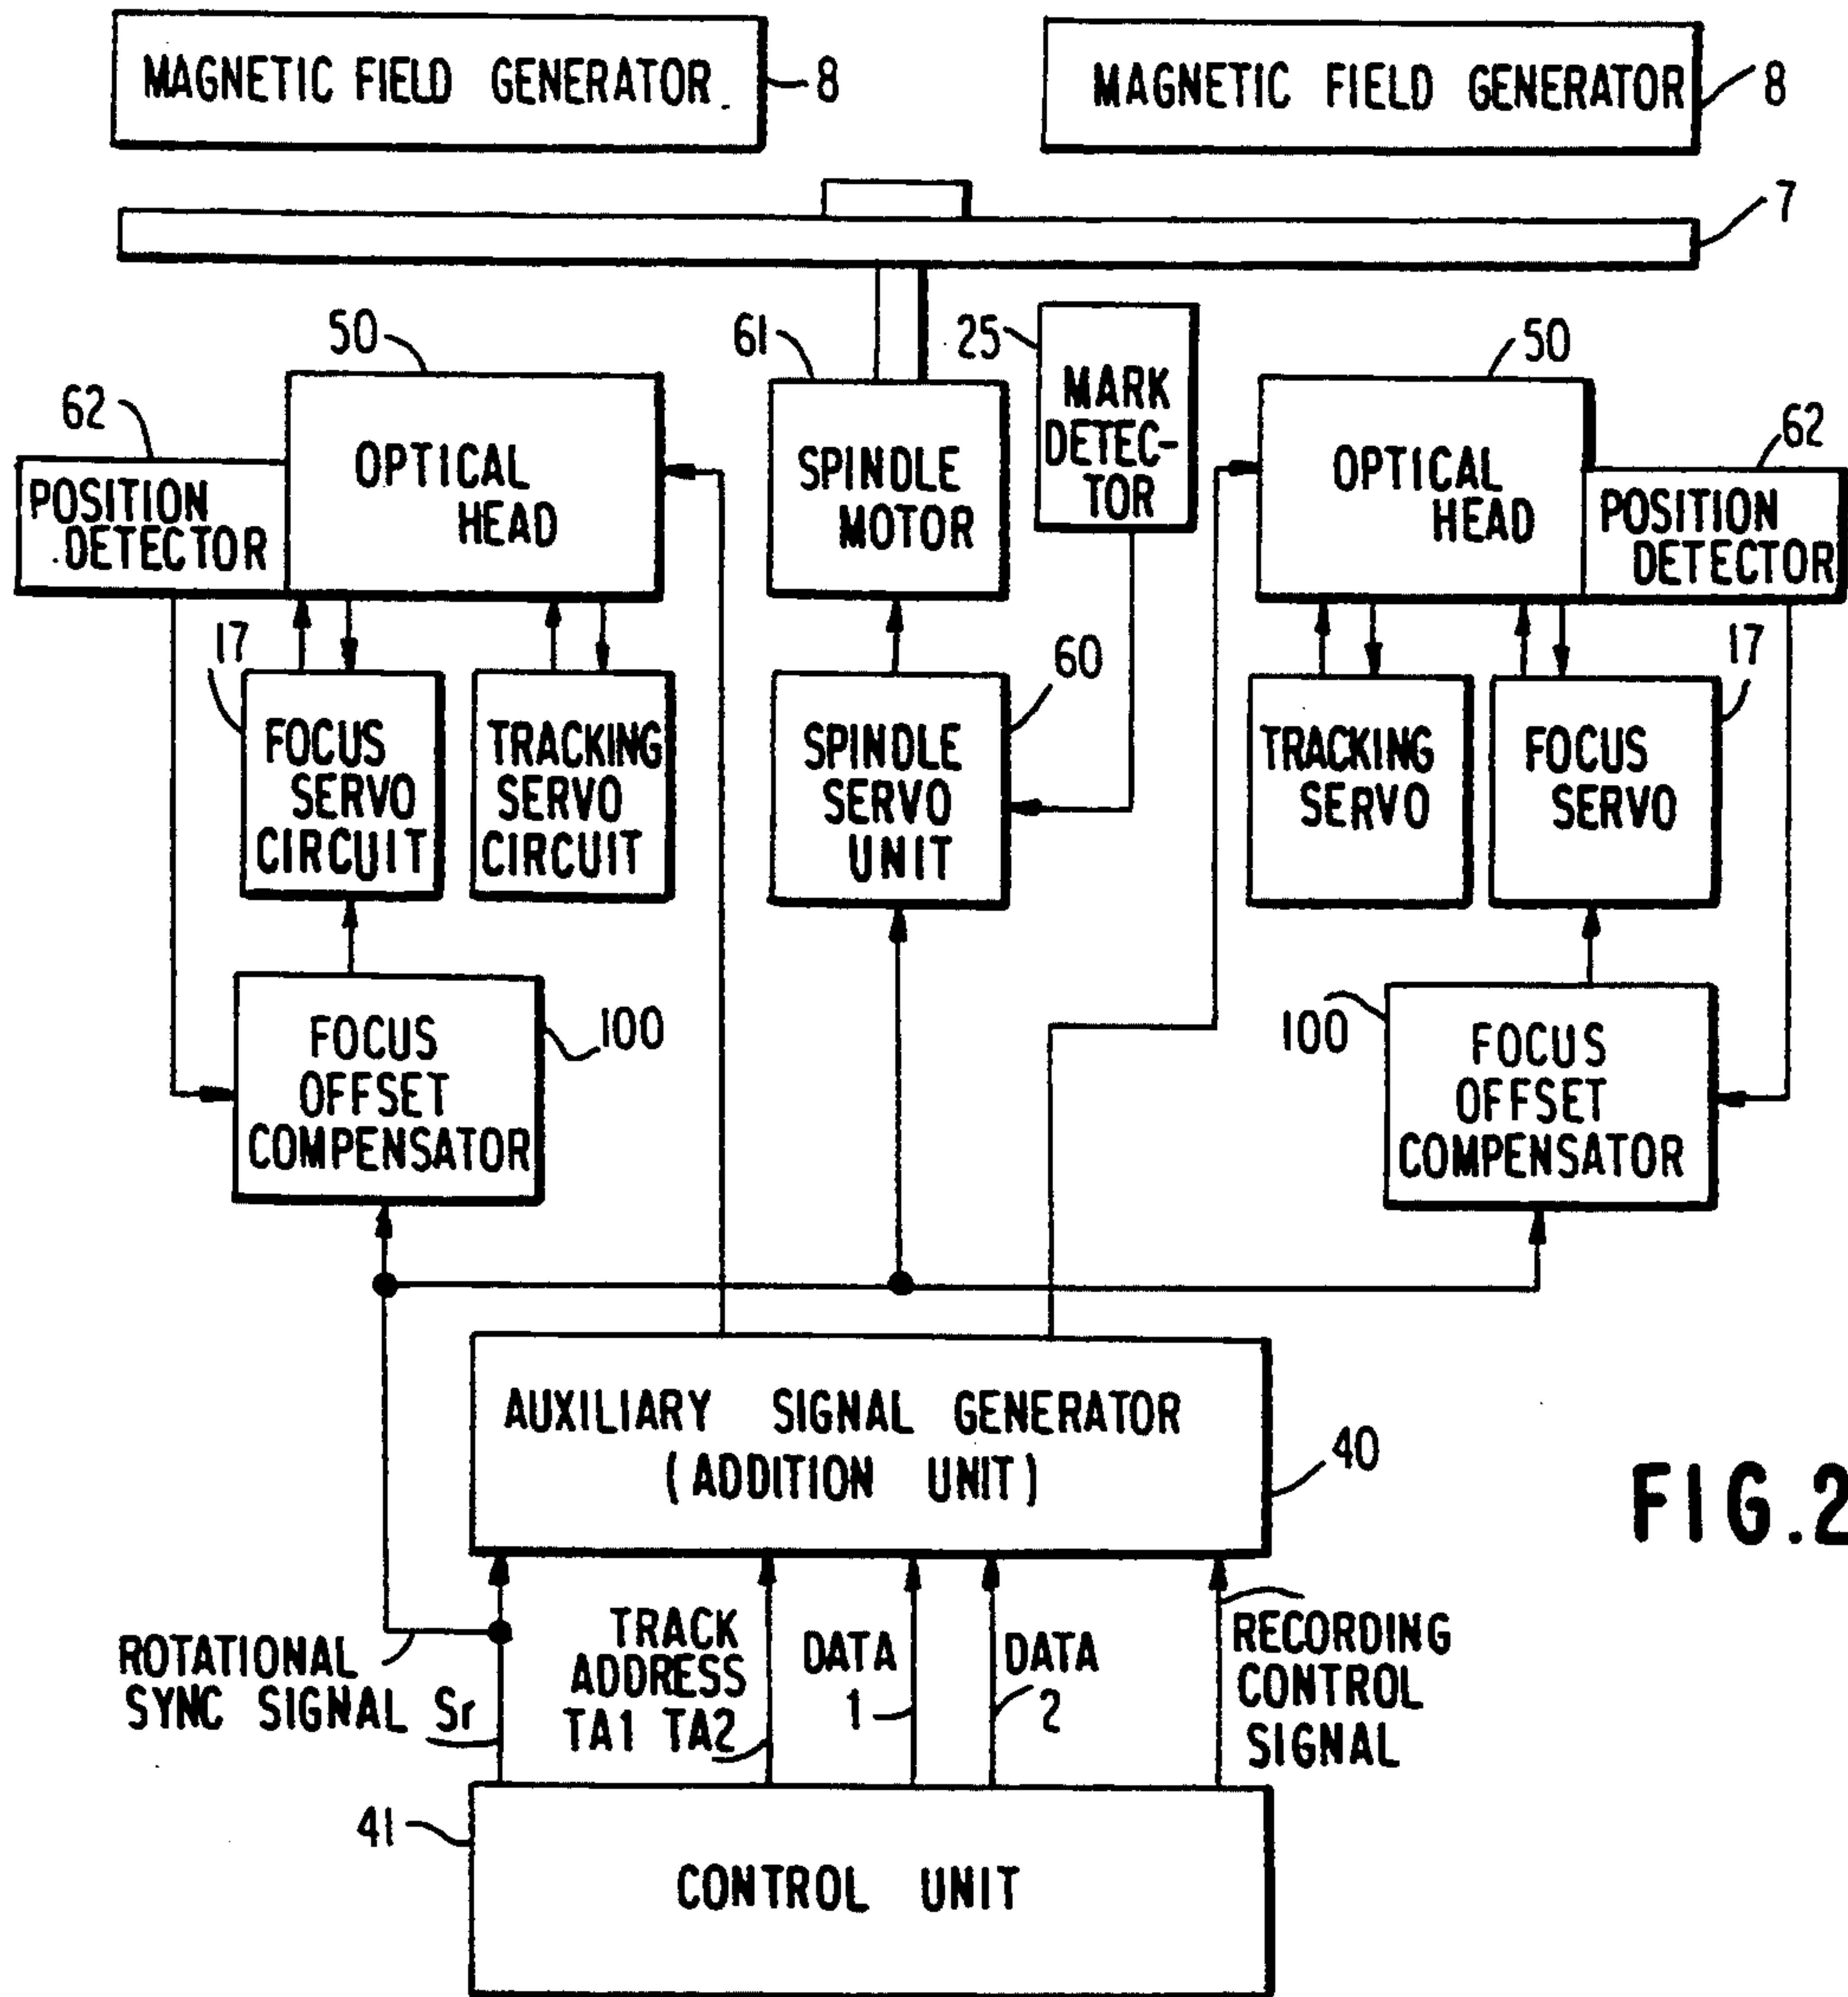 MAGNETIC FIELD GENERATOR
8
MAGNETIC FIELD GENERATOR
8
7
50
61
25
50
62
62
MARK
DETEC-
TOR
OPTICAL
HEAD
POSITION
DETECTOR
SPINDLE
MOTOR
OPTICAL
HEAD
POSITION
DETECTOR
17
60
17
FOCUS
SERVO
CIRCUIT
TRACKING
SERVO
CIRCUIT
SPINDLE
SERVO
UNIT
TRACKING
SERVO
FOCUS
SERVO
FOCUS
OFFSET
COMPENSATOR
100
100
FOCUS
OFFSET
COMPENSATOR
AUXILIARY SIGNAL GENERATOR
(ADDITION UNIT)
40
FIG.2
ROTATIONAL
SYNC SIGNAL Sr
TRACK
ADDRESS
TA1 TA2
DATA
1
DATA
2
RECORDING
CONTROL
SIGNAL
41
CONTROL UNIT